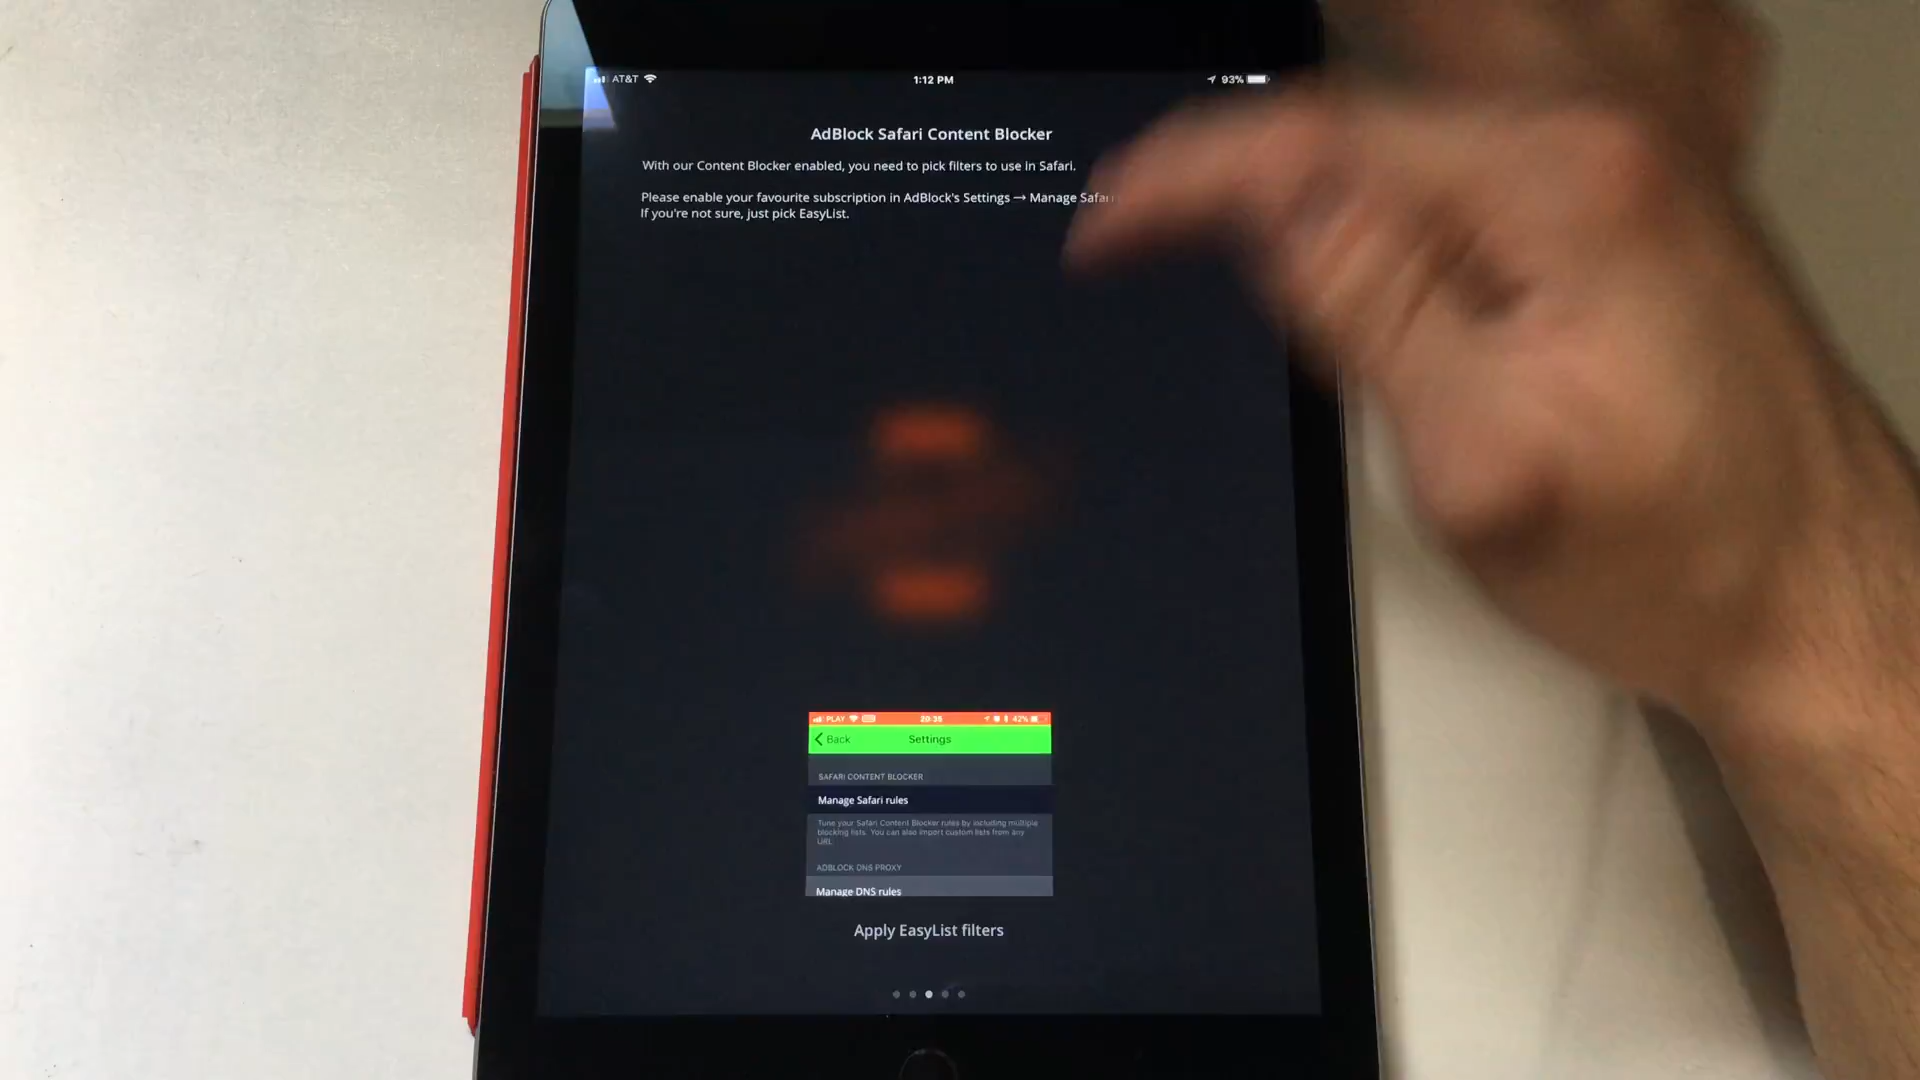 AT&T 1:12 PM 93%
AdBlock Safari Content Blocker
With our Content Blocker enabled, you need to pick filters to use in Safari.
Please enable your favourite subscription in AdBlock's Settings → Manage Safari
If you're not sure, just pick EasyList.
PLAY 20:35 42%
Back Settings
SAFARI CONTENT BLOCKER
Manage Safari rules
Tune your Safari Content Blocker rules by including multiple
blocking lists. You can also import custom lists from any
URL
ADBLOCK DNS PROXY
Manage DNS rules
Apply EasyList filters